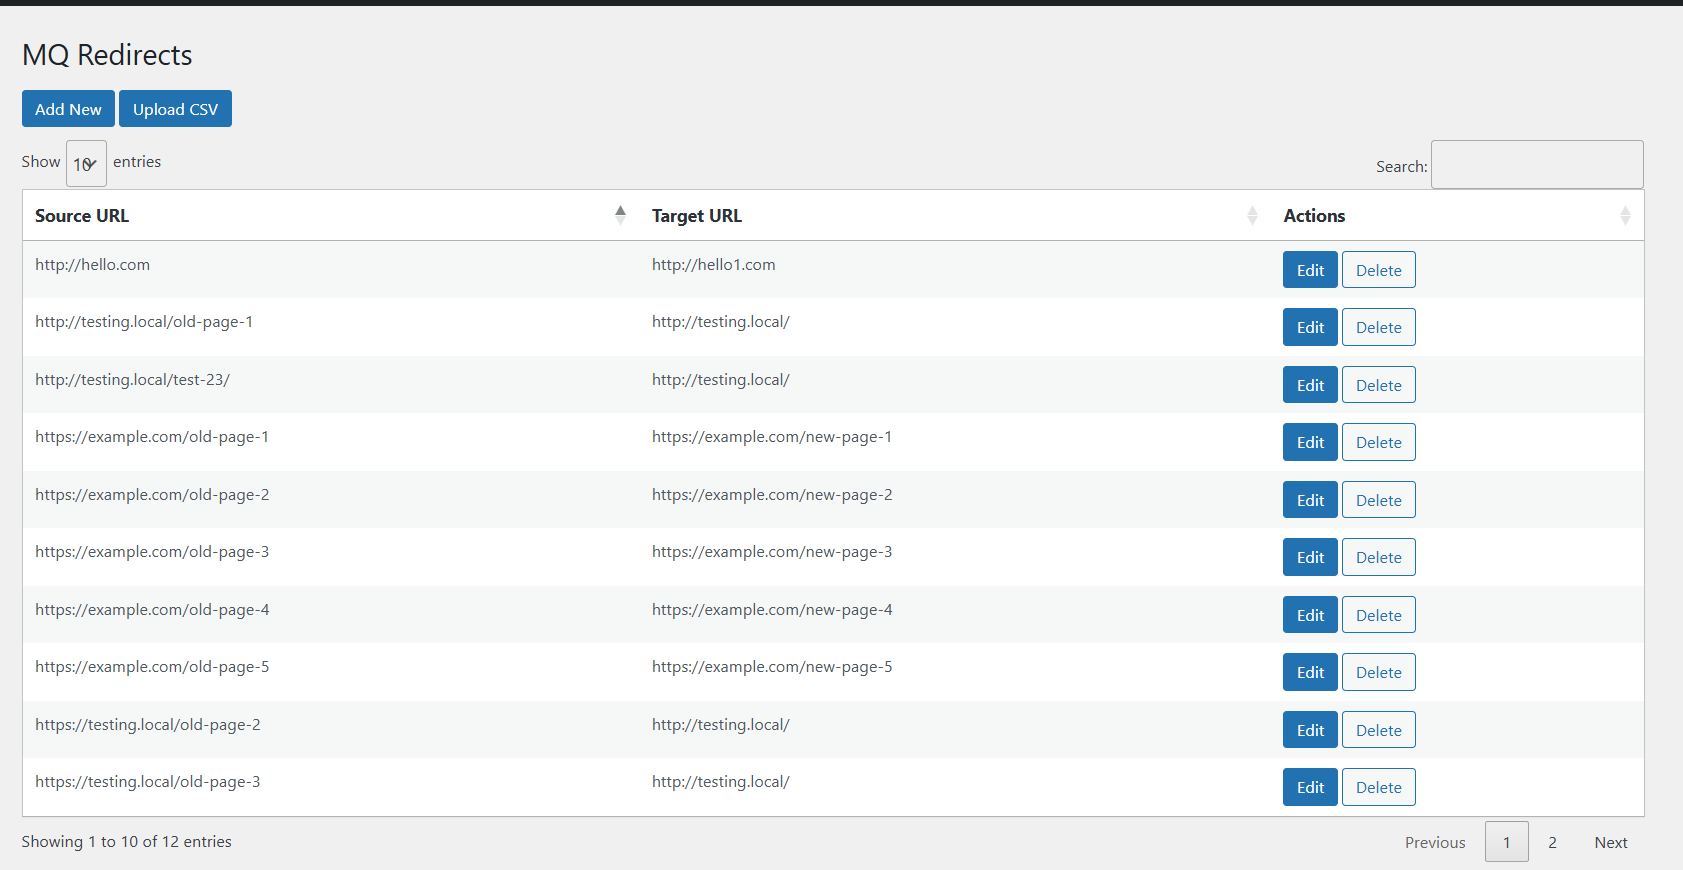 MQ Redirects
Add New Upload CSV
Show 10 entries Search:
Source URL Target URL Actions
http://hello.com http://hello1.com Edit Delete
http://testing.local/old-page-1 http://testing.local/ Edit Delete
http://testing.local/test-23/ http://testing.local/ Edit Delete
https://example.com/old-page-1 https://example.com/new-page-1 Edit Delete
https://example.com/old-page-2 https://example.com/new-page-2 Edit Delete
https://example.com/old-page-3 https://example.com/new-page-3 Edit Delete
https://example.com/old-page-4 https://example.com/new-page-4 Edit Delete
https://example.com/old-page-5 https://example.com/new-page-5 Edit Delete
https://testing.local/old-page-2 http://testing.local/ Edit Delete
https://testing.local/old-page-3 http://testing.local/ Edit Delete
Showing 1 to 10 of 12 entries Previous 1 2 Next